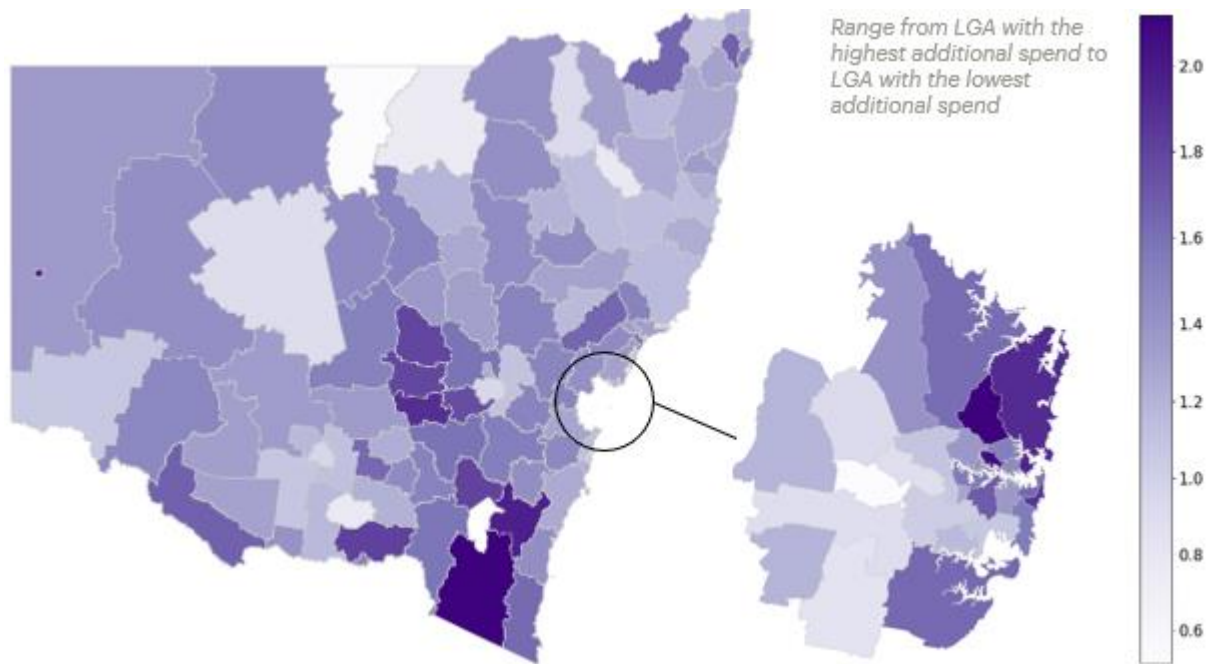 Range from LGA with the
highest additional spend to
LGA with the lowest
additional spend
2.0
1.8
1.6
1.4
1.2
1.0
0.8
0.6